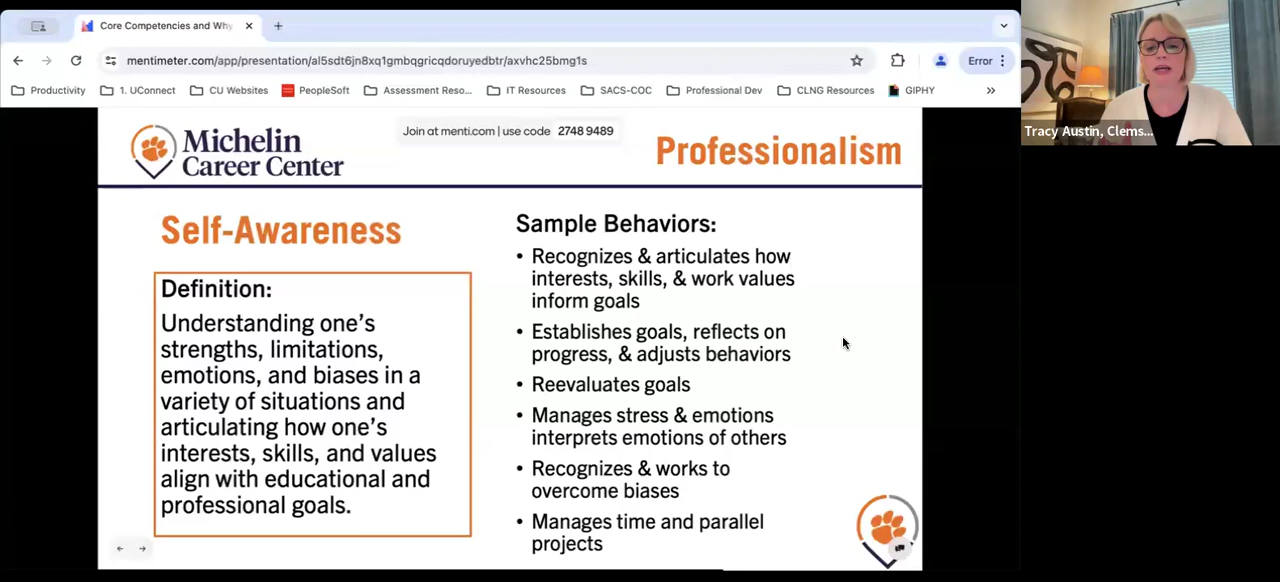 Core Competencies and Why
mentimeter.com/app/presentation/al5sdt6jn8xq1gmbqgricqdoruyedbtr/axvhc25bmg1s
Error
Productivity
1. UConnect
CU Websites
PeopleSoft
Assessment Reso...
IT Resources
SACS-COC
Professional Dev
CLNG Resources
GIPHY
»
Tracy Austin, Clems...
Michelin
Career Center
Join at menti.com | use code 2748 9489
Professionalism
Self-Awareness
Definition:
Understanding one's
strengths, limitations,
emotions, and biases in a
variety of situations and
articulating how one's
interests, skills, and values
align with educational and
professional goals.
Sample Behaviors:
• Recognizes & articulates how
interests, skills, & work values
inform goals
• Establishes goals, reflects on
progress, & adjusts behaviors
• Reevaluates goals
• Manages stress & emotions
interprets emotions of others
• Recognizes & works to
overcome biases
• Manages time and parallel
projects